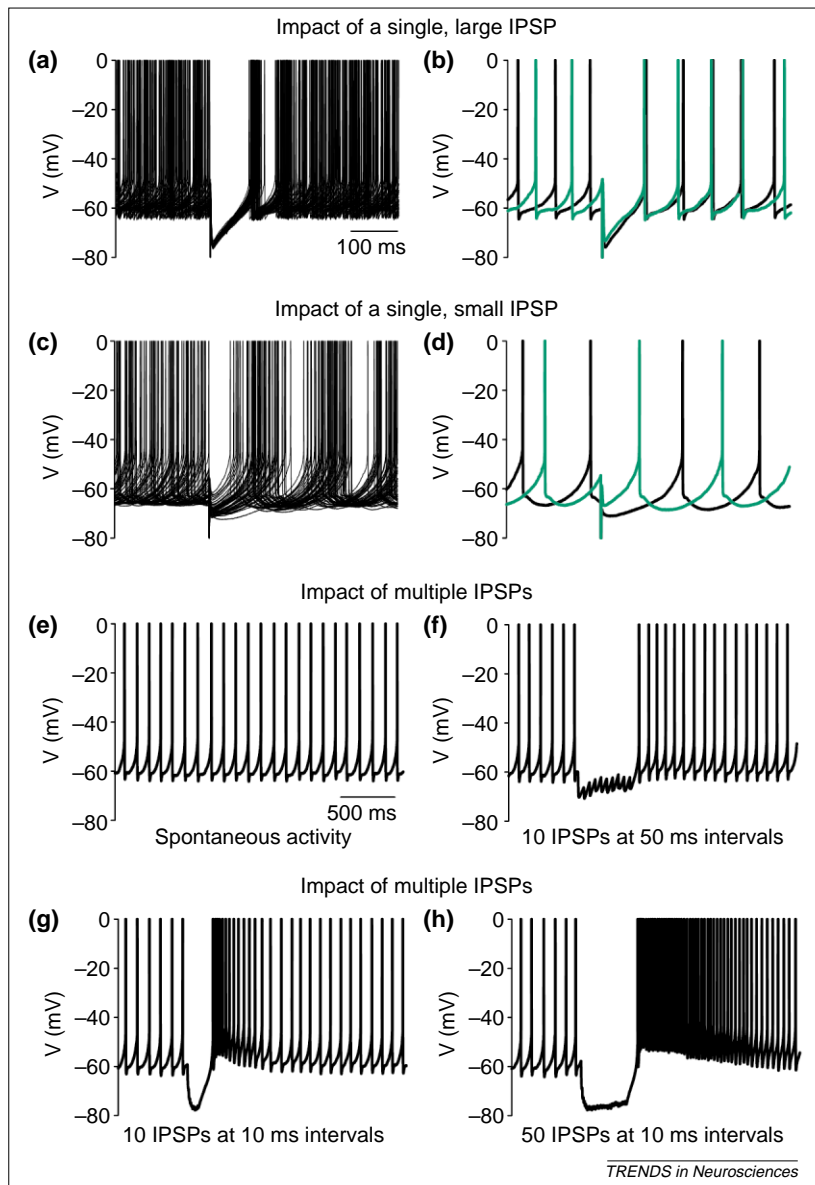 Impact of a single, large IPSP
(a)
0
–20
–40
–60
–80
V (mV)
100 ms
(b)
0
–20
–40
–60
–80
V (mV)
Impact of a single, small IPSP
(c)
0
–20
–40
–60
–80
V (mV)
(d)
0
–20
–40
–60
–80
V (mV)
Impact of multiple IPSPs
(e)
0
–20
–40
–60
–80
V (mV)
500 ms
Spontaneous activity
(f)
0
–20
–40
–60
–80
V (mV)
10 IPSPs at 50 ms intervals
Impact of multiple IPSPs
(g)
0
–20
–40
–60
–80
V (mV)
10 IPSPs at 10 ms intervals
(h)
0
–20
–40
–60
–80
V (mV)
50 IPSPs at 10 ms intervals
TRENDS in Neurosciences